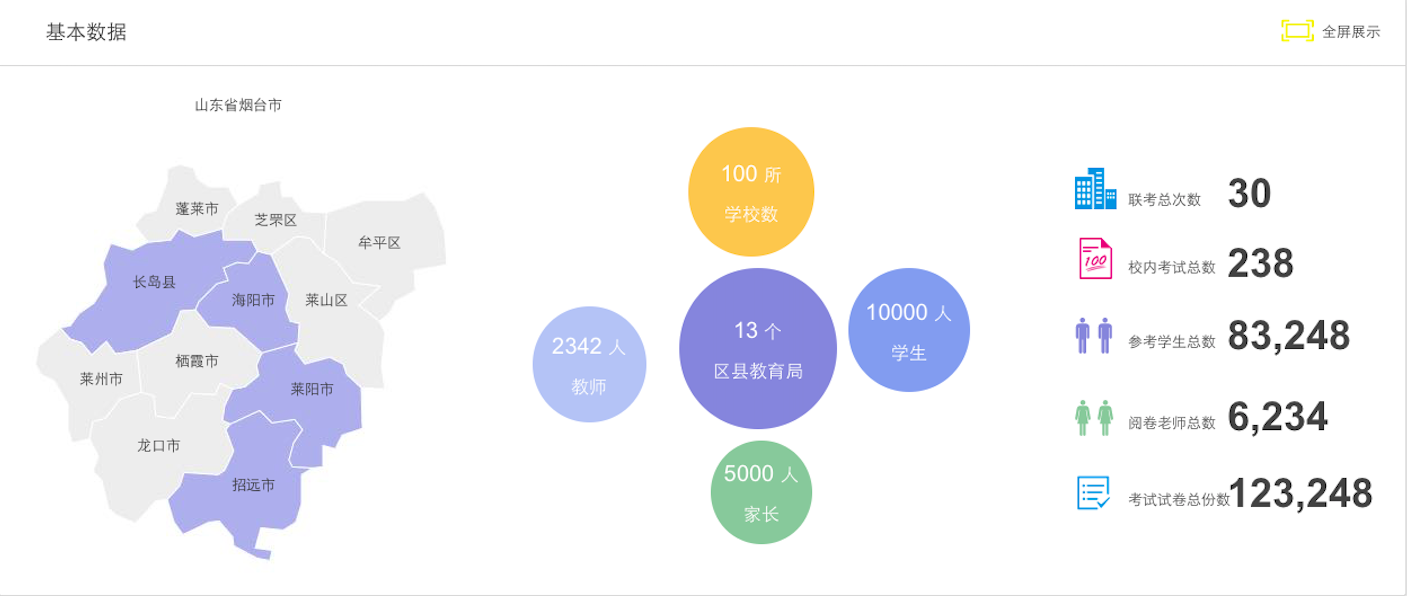 基本数据
全屏展示
山东省烟台市
蓬莱市
芝罘区
牟平区
长岛县
海阳市
莱山区
栖霞市
莱州市
莱阳市
龙口市
招远市
100 所
学校数
2342 人
教师
13 个
区县教育局
10000 人
学生
5000 人
家长
联考总次数 30
100
校内考试总数 238
参考学生总数 83,248
阅卷老师总数 6,234
考试试卷总份数 123,248